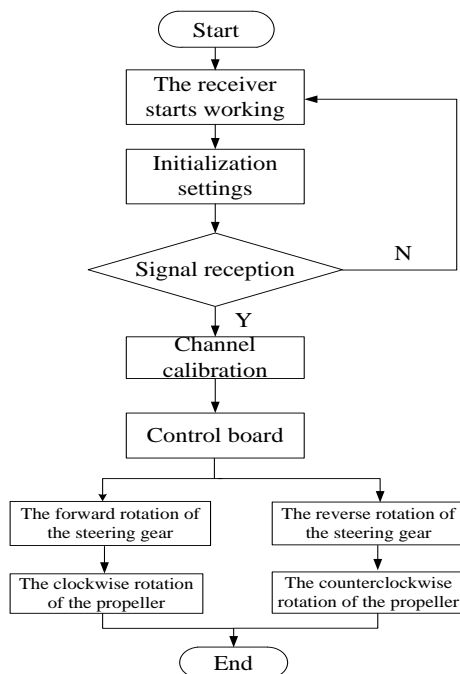 Start
The receiver
starts working
Initialization
settings
Signal reception
N
Y
Channel
calibration
Control board
The forward rotation of
the steering gear
The reverse rotation of
the steering gear
The clockwise rotation
of the propeller
The counterclockwise
rotation of the propeller
End